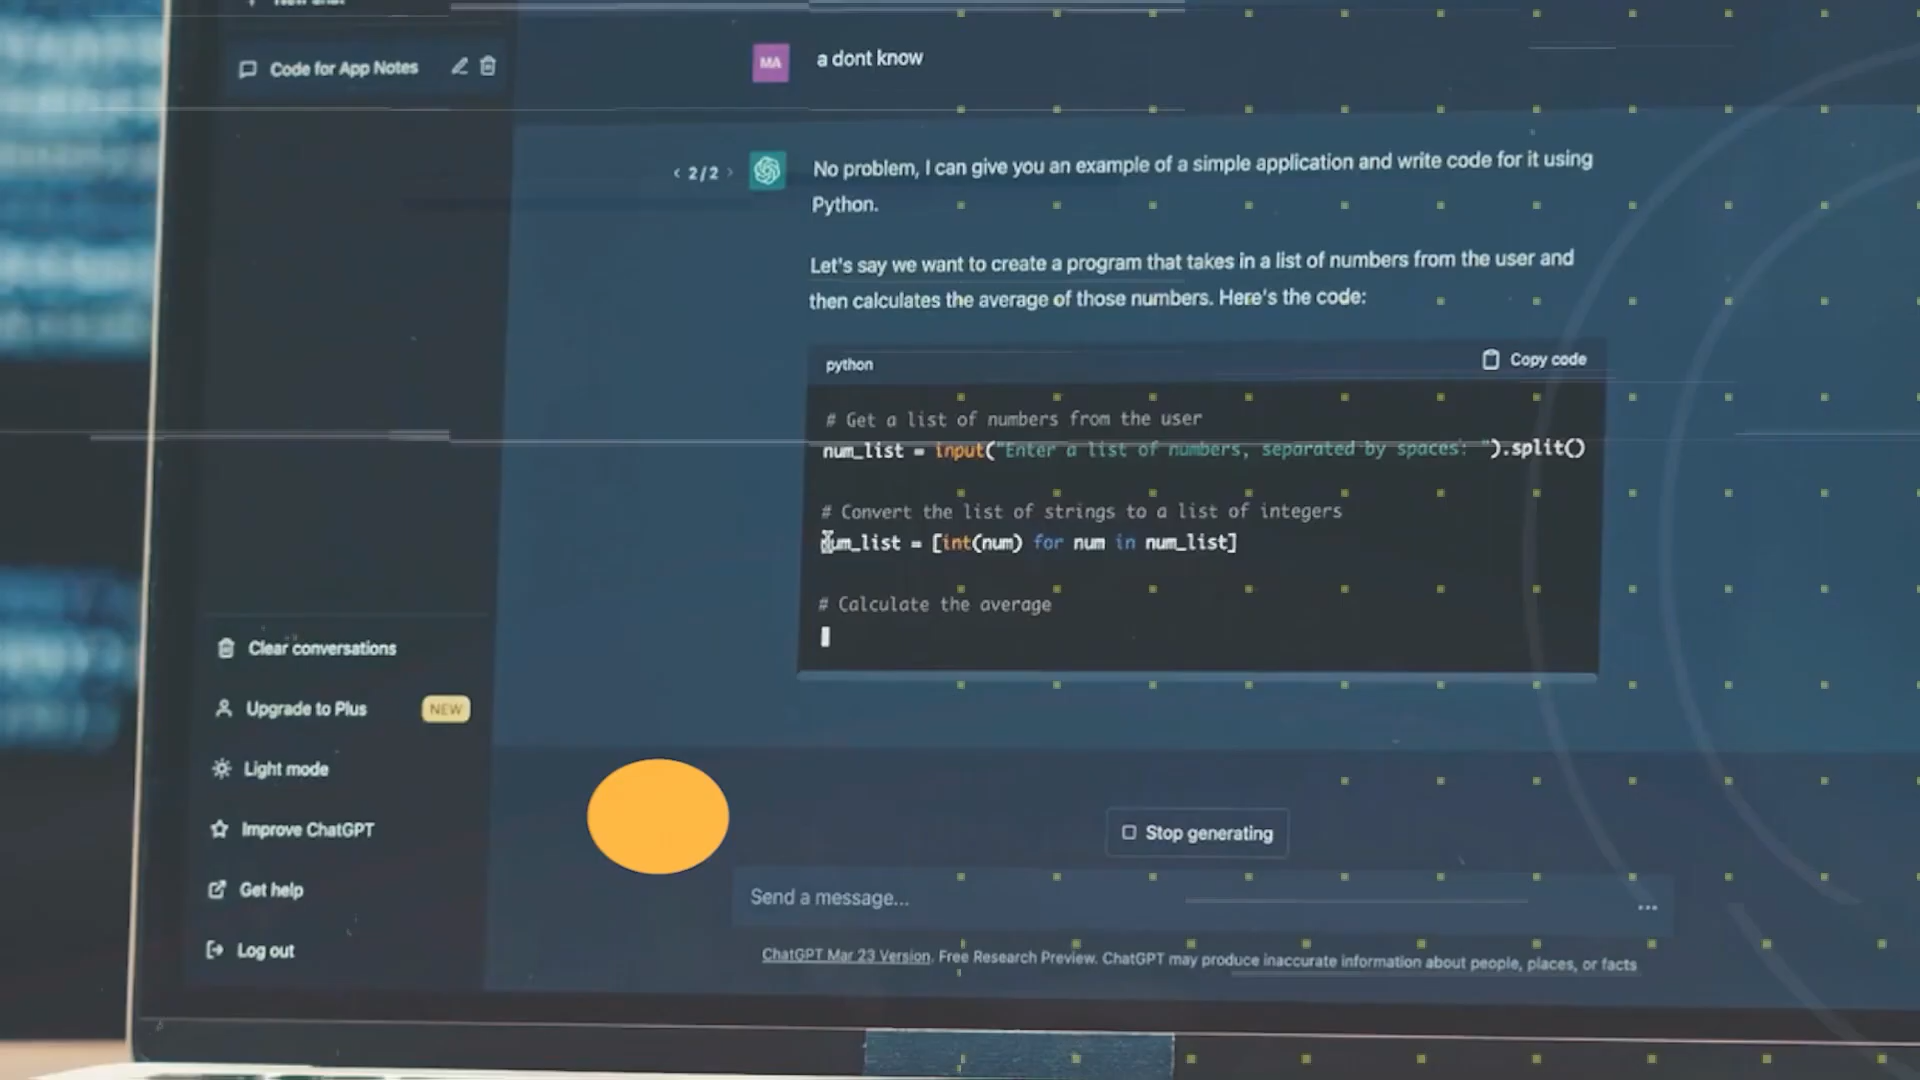 New chat
Code for App Notes
MA
a dont know
< 2/2 >
No problem, I can give you an example of a simple application and write code for it using
Python.
Let's say we want to create a program that takes in a list of numbers from the user and
then calculates the average of those numbers. Here's the code:
python
Copy code
# Get a list of numbers from the user
num_list = input("Enter a list of numbers, separated by spaces: ").split()
# Convert the list of strings to a list of integers
num_list = [int(num) for num in num_list]
# Calculate the average
Clear conversations
Upgrade to Plus
NEW
Light mode
Improve ChatGPT
Get help
Log out
Stop generating
Send a message...
...
ChatGPT Mar 23 Version. Free Research Preview. ChatGPT may produce inaccurate information about people, places, or facts